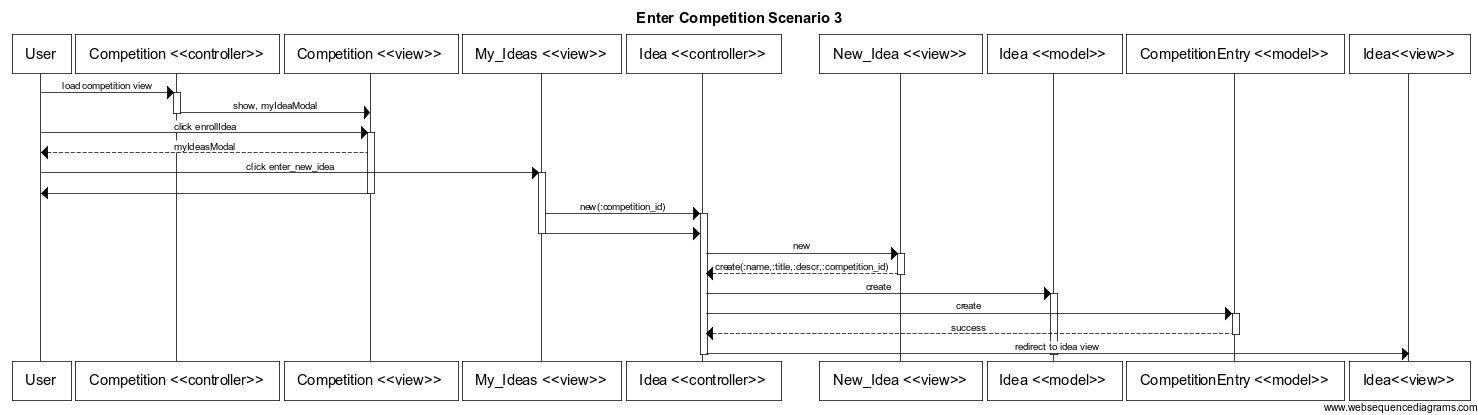 Enter Competition Scenario 3
User
Competition <<controller>>
Competition <<view>>
My_Ideas <<view>>
Idea <<controller>>
New_Idea <<view>>
Idea <<model>>
CompetitionEntry <<model>>
Idea<<view>>
load competition view
show, myIdeaModal
click enrollIdea
myIdeasModal
click enter_new_idea
new(:competition_id)
new
create(:name,:title,:descr,:competition_id)
create
create
success
redirect to idea view
User
Competition <<controller>>
Competition <<view>>
My_Ideas <<view>>
Idea <<controller>>
New_Idea <<view>>
Idea <<model>>
CompetitionEntry <<model>>
Idea<<view>>
www.websequencediagrams.com